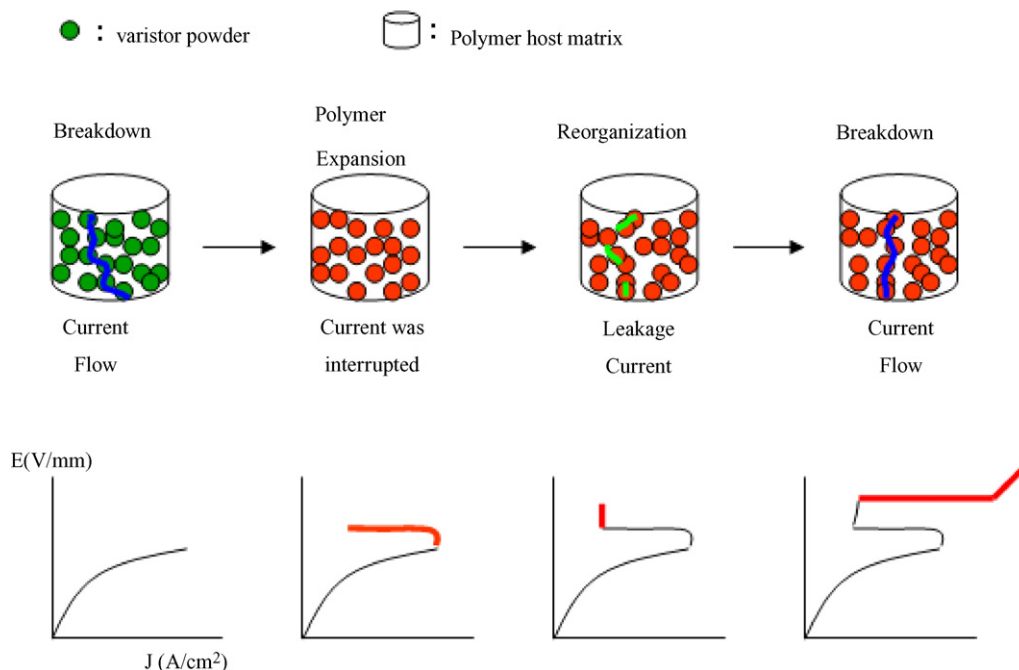 : varistor powder
: Polymer host matrix
Breakdown
Polymer
Expansion
Reorganization
Breakdown
Current
Flow
Current was
interrupted
Leakage
Current
Current
Flow
E(V/mm)
J (A/cm²)